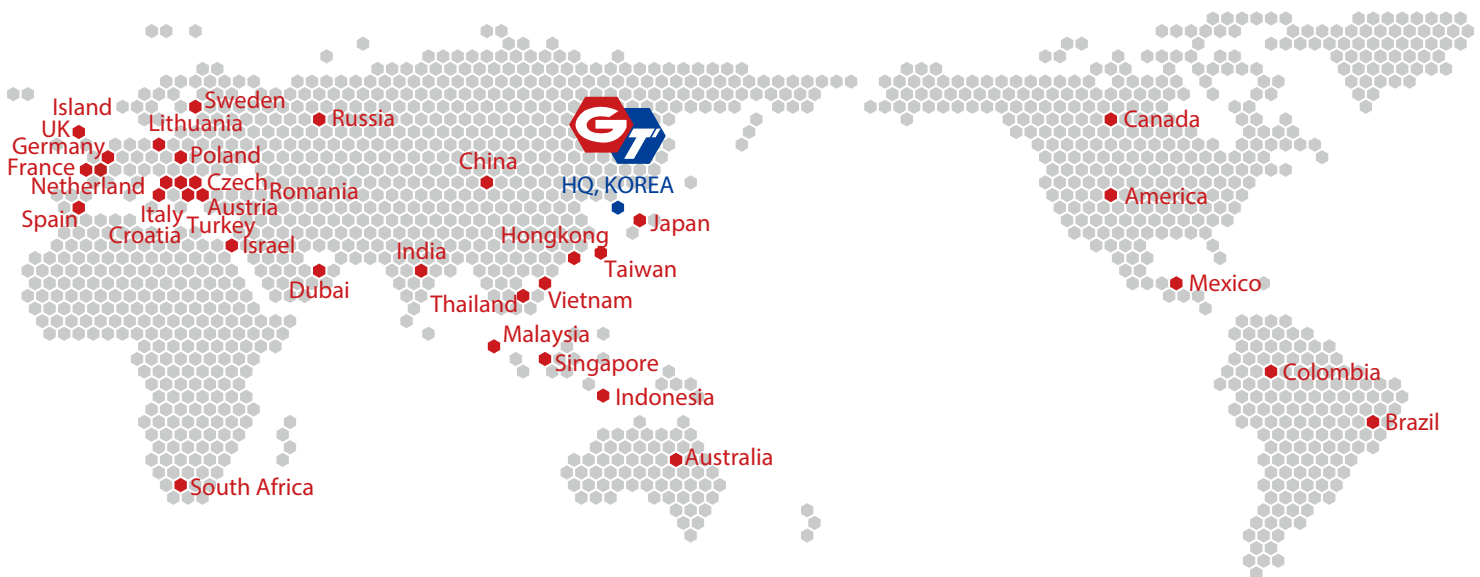 Island
Sweden
UK
Lithuania
Russia
GT
Canada
Germany
Poland
France
China
Netherland
Czech
Romania
HQ, KOREA
America
Spain
Italy
Austria
Croatia
Turkey
Japan
Israel
India
Hongkong
Taiwan
Dubai
Thailand
Vietnam
Mexico
Malaysia
Singapore
Colombia
Indonesia
Brazil
Australia
South Africa